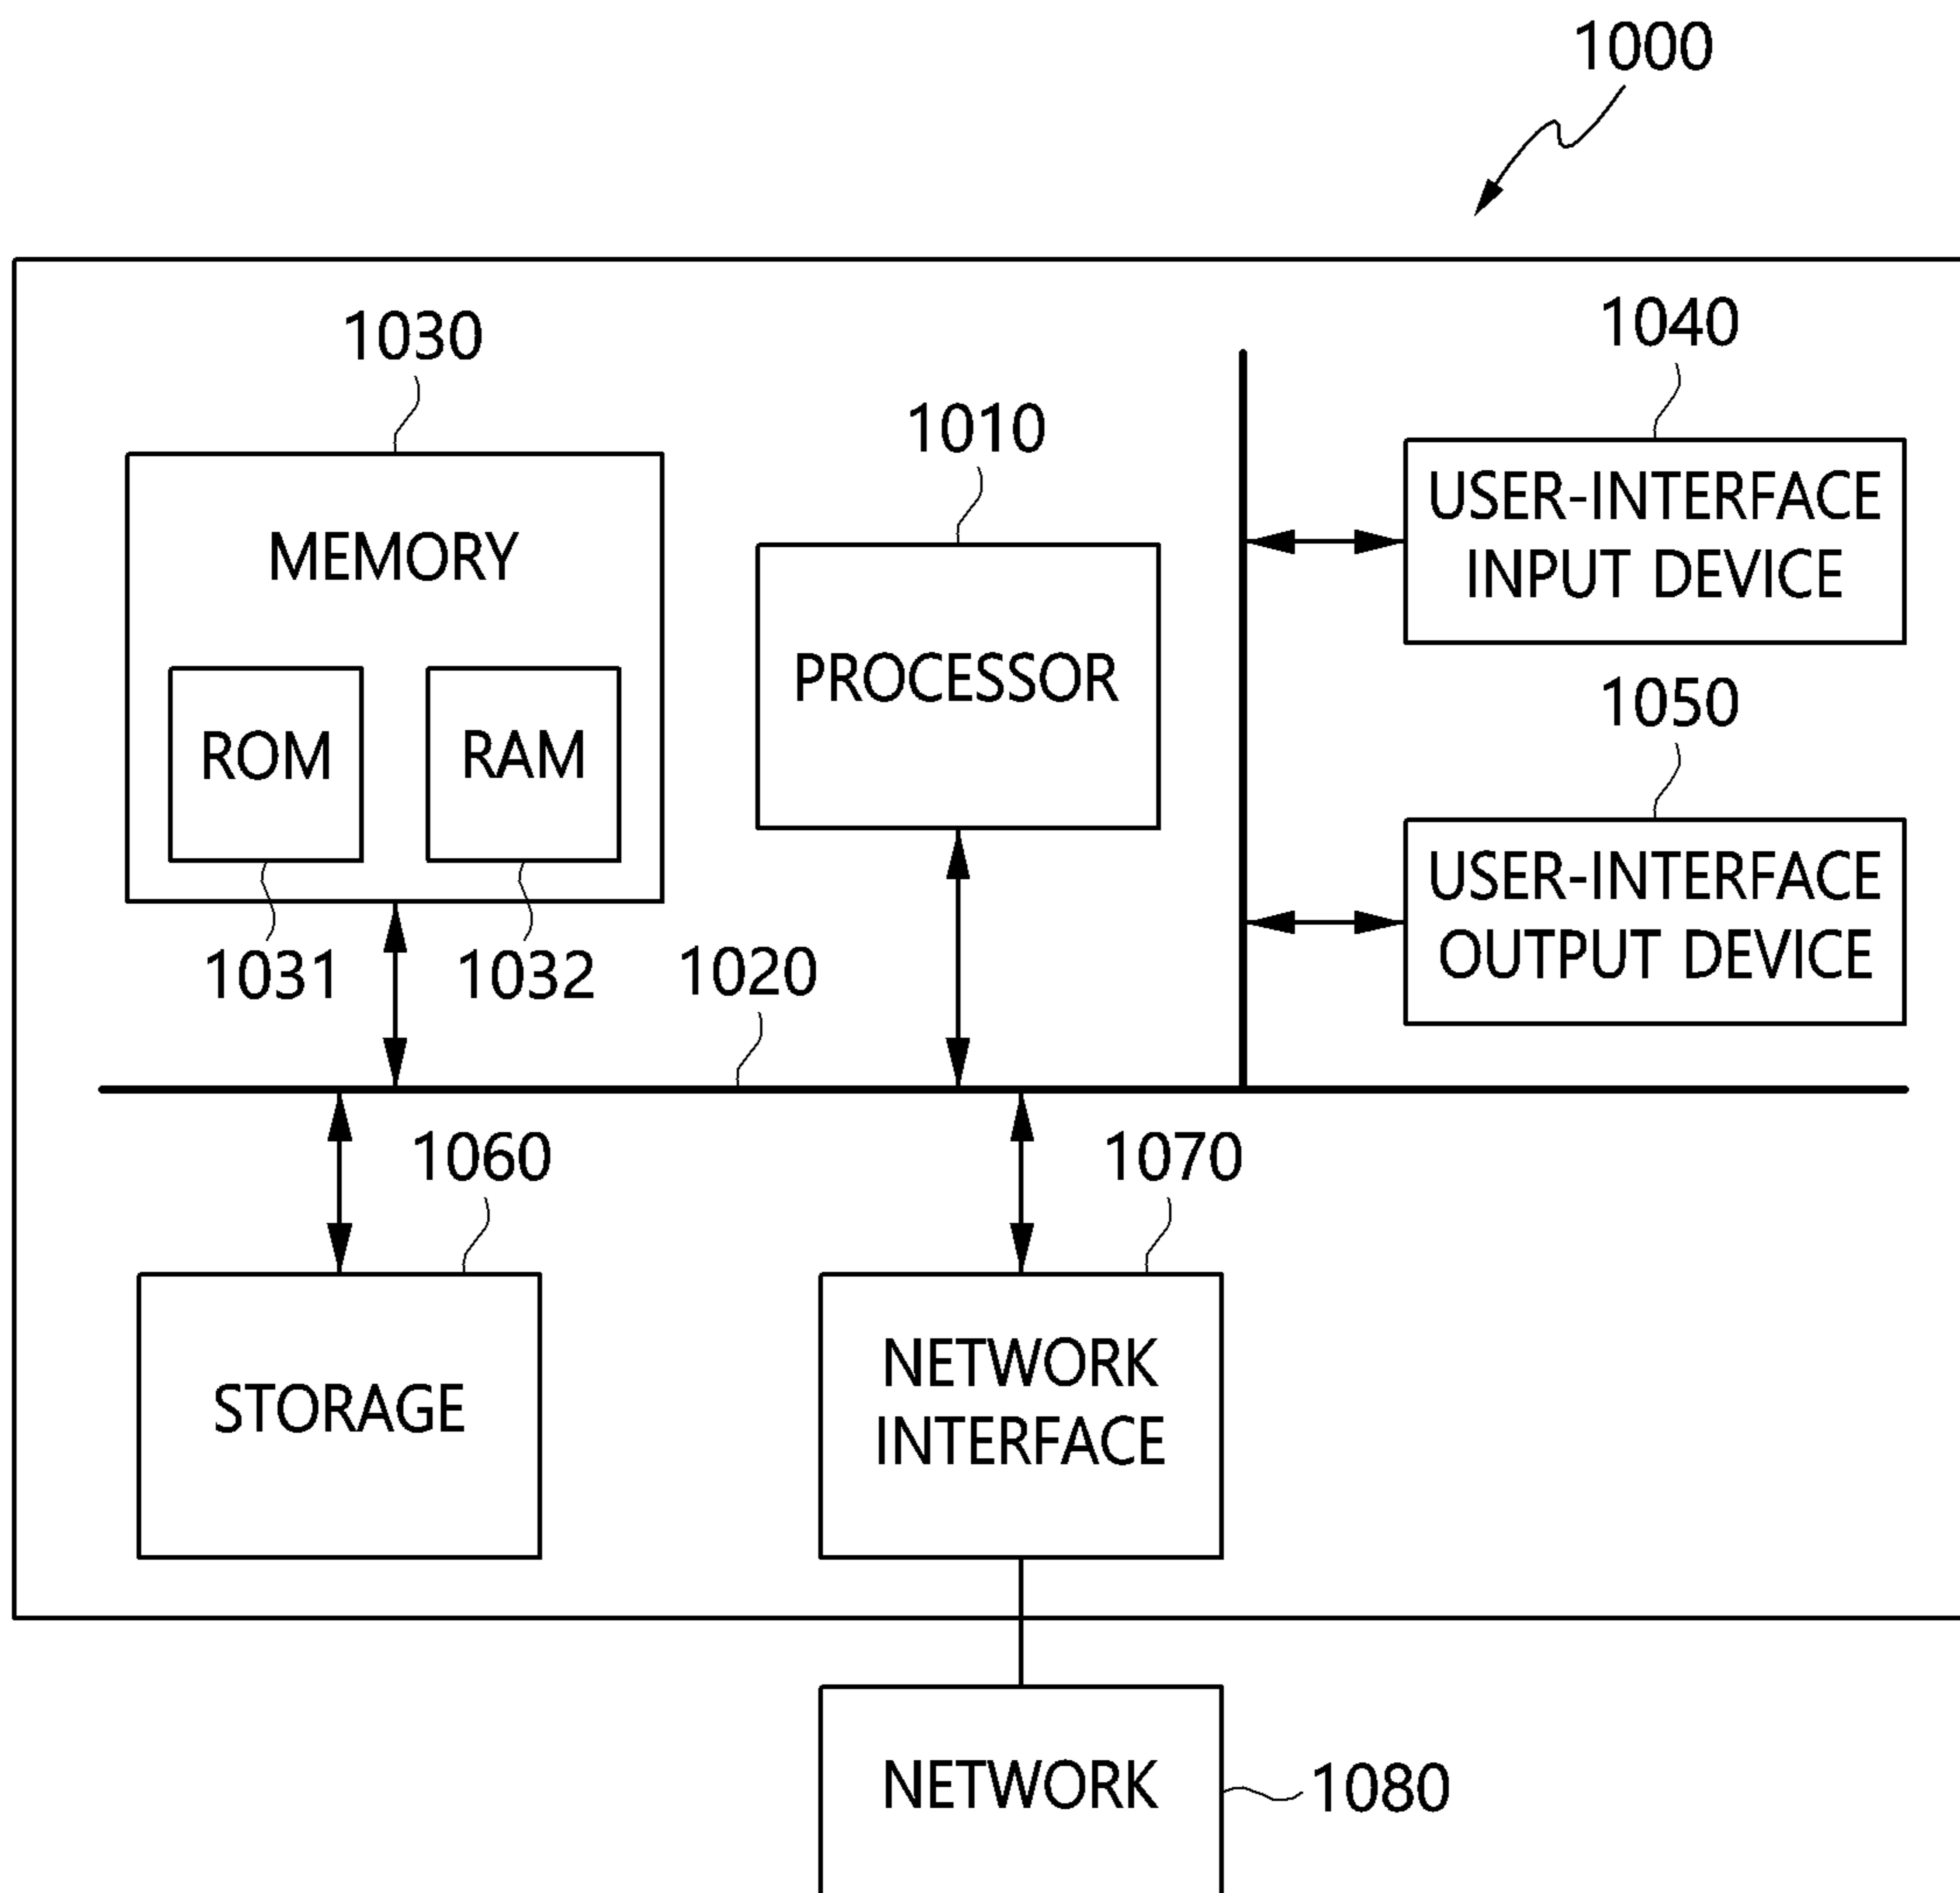 1000
1030
1040
1010
USER-INTERFACE
INPUT DEVICE
MEMORY
PROCESSOR
1050
ROM
RAM
USER-INTERFACE
OUTPUT DEVICE
1031
1032
1020
1060
1070
STORAGE
NETWORK
INTERFACE
NETWORK
1080